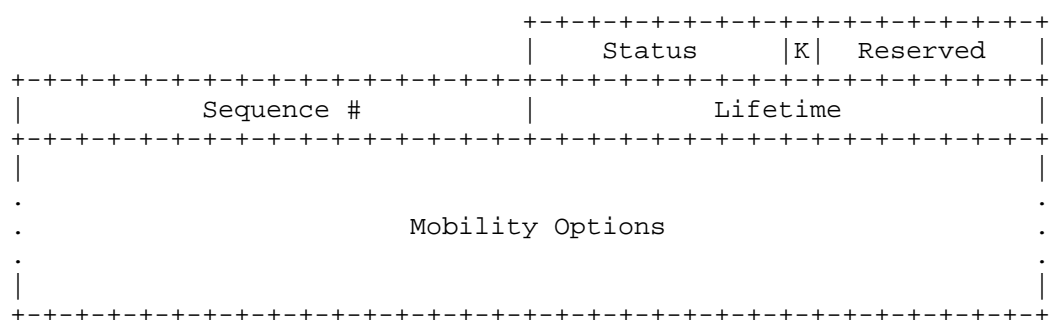 +-+-+-+-+-+-+-+-+-+-+-+-+-+-+-+-+
|    Status     |K|  Reserved   |
+-+-+-+-+-+-+-+-+-+-+-+-+-+-+-+-+-+-+-+-+-+-+-+-+-+-+-+-+-+-+-+-+
|          Sequence #           |           Lifetime            |
+-+-+-+-+-+-+-+-+-+-+-+-+-+-+-+-+-+-+-+-+-+-+-+-+-+-+-+-+-+-+-+-+
|                                                               |
.                                                               .
.                        Mobility Options                       .
.                                                               .
|                                                               |
+-+-+-+-+-+-+-+-+-+-+-+-+-+-+-+-+-+-+-+-+-+-+-+-+-+-+-+-+-+-+-+-+